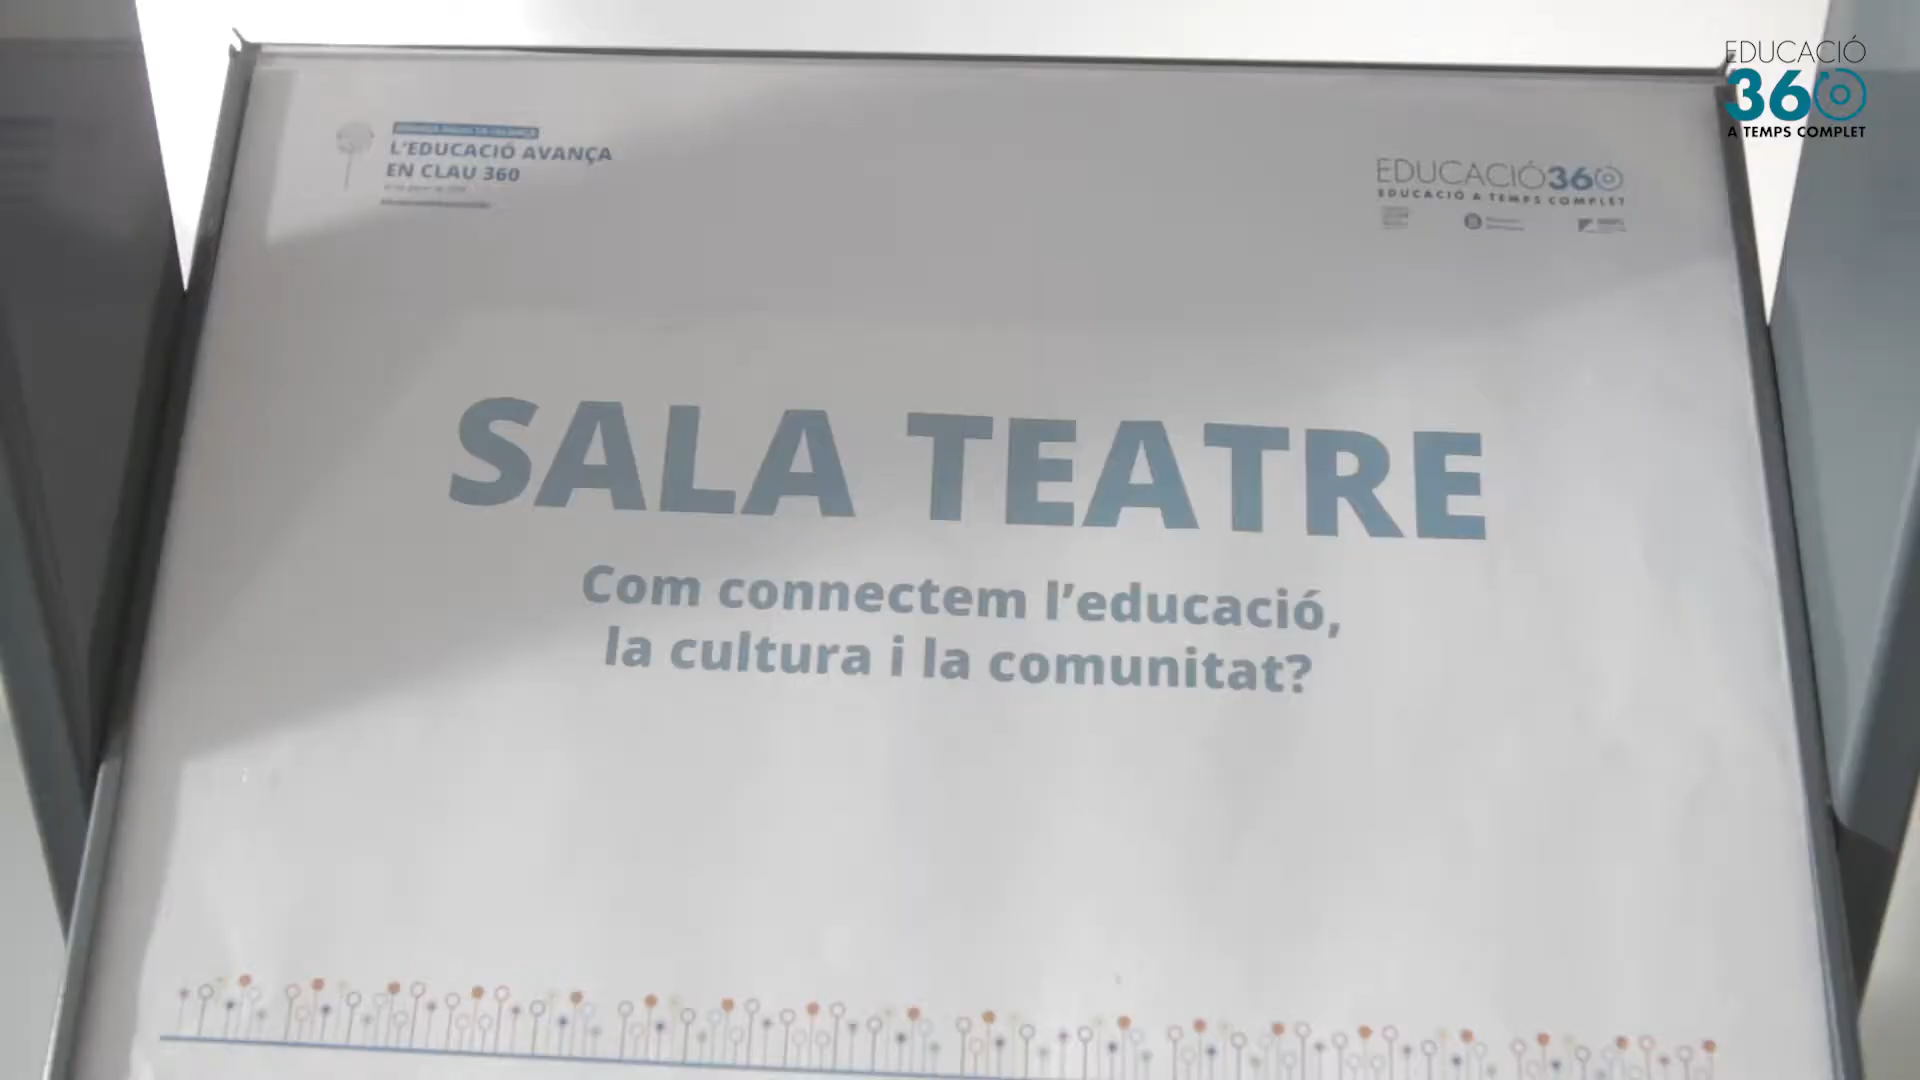 EDUCACIÓ
360
A TEMPS COMPLET
L'EDUCACIÓ AVANÇA
EN CLAU 360
EDUCACIÓ360
EDUCACIÓ A TEMPS COMPLET
SALA TEATRE
Com connectem l'educació,
la cultura i la comunitat?